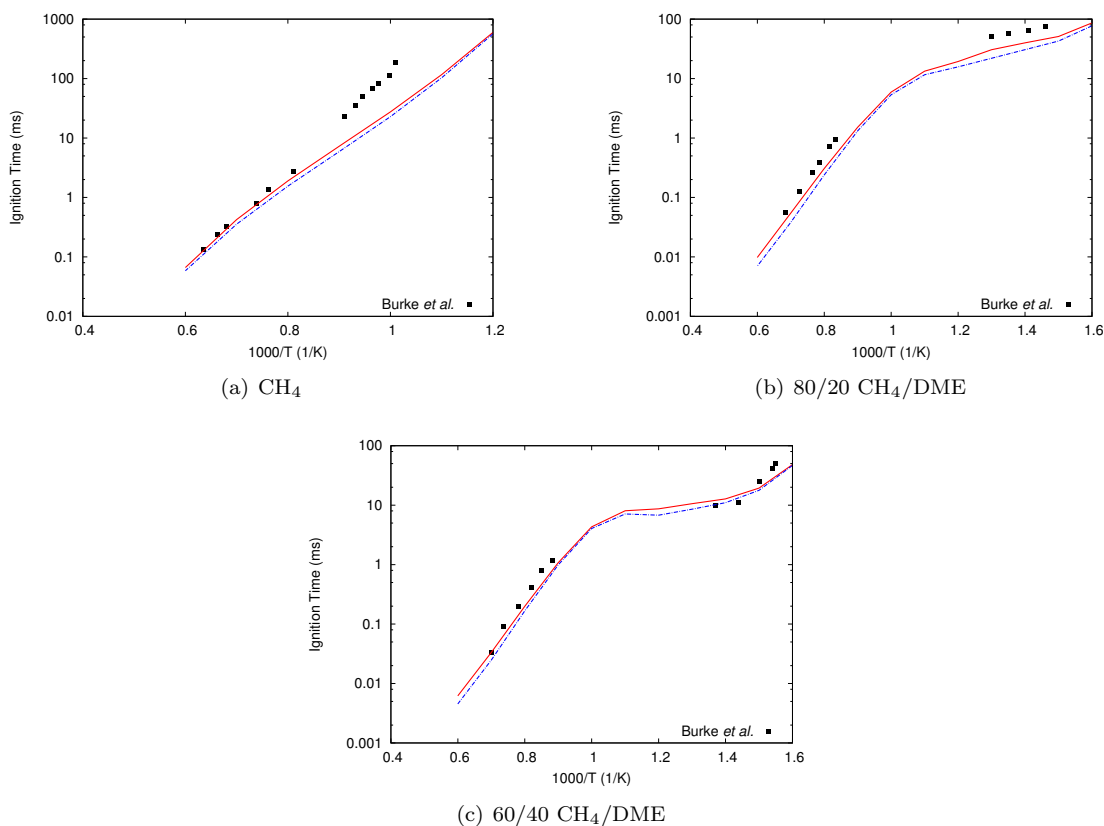 1000
100
10
1
0.1
0.01
Ignition Time (ms)
Burke et al.
0.4 0.6 0.8 1 1.2
1000/T (1/K)
(a) CH₄
100
10
1
0.1
0.01
0.001
Ignition Time (ms)
Burke et al.
0.4 0.6 0.8 1 1.2 1.4 1.6
1000/T (1/K)
(b) 80/20 CH₄/DME
100
10
1
0.1
0.01
0.001
Ignition Time (ms)
Burke et al.
0.4 0.6 0.8 1 1.2 1.4 1.6
1000/T (1/K)
(c) 60/40 CH₄/DME